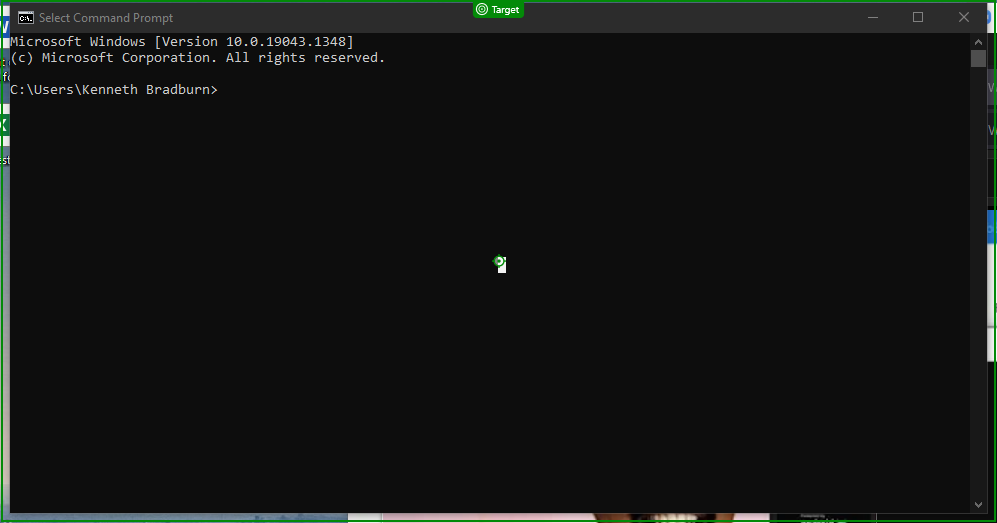 Target
Select Command Prompt
Microsoft Windows [Version 10.0.19043.1348]
(c) Microsoft Corporation. All rights reserved.
C:\Users\Kenneth Bradburn>